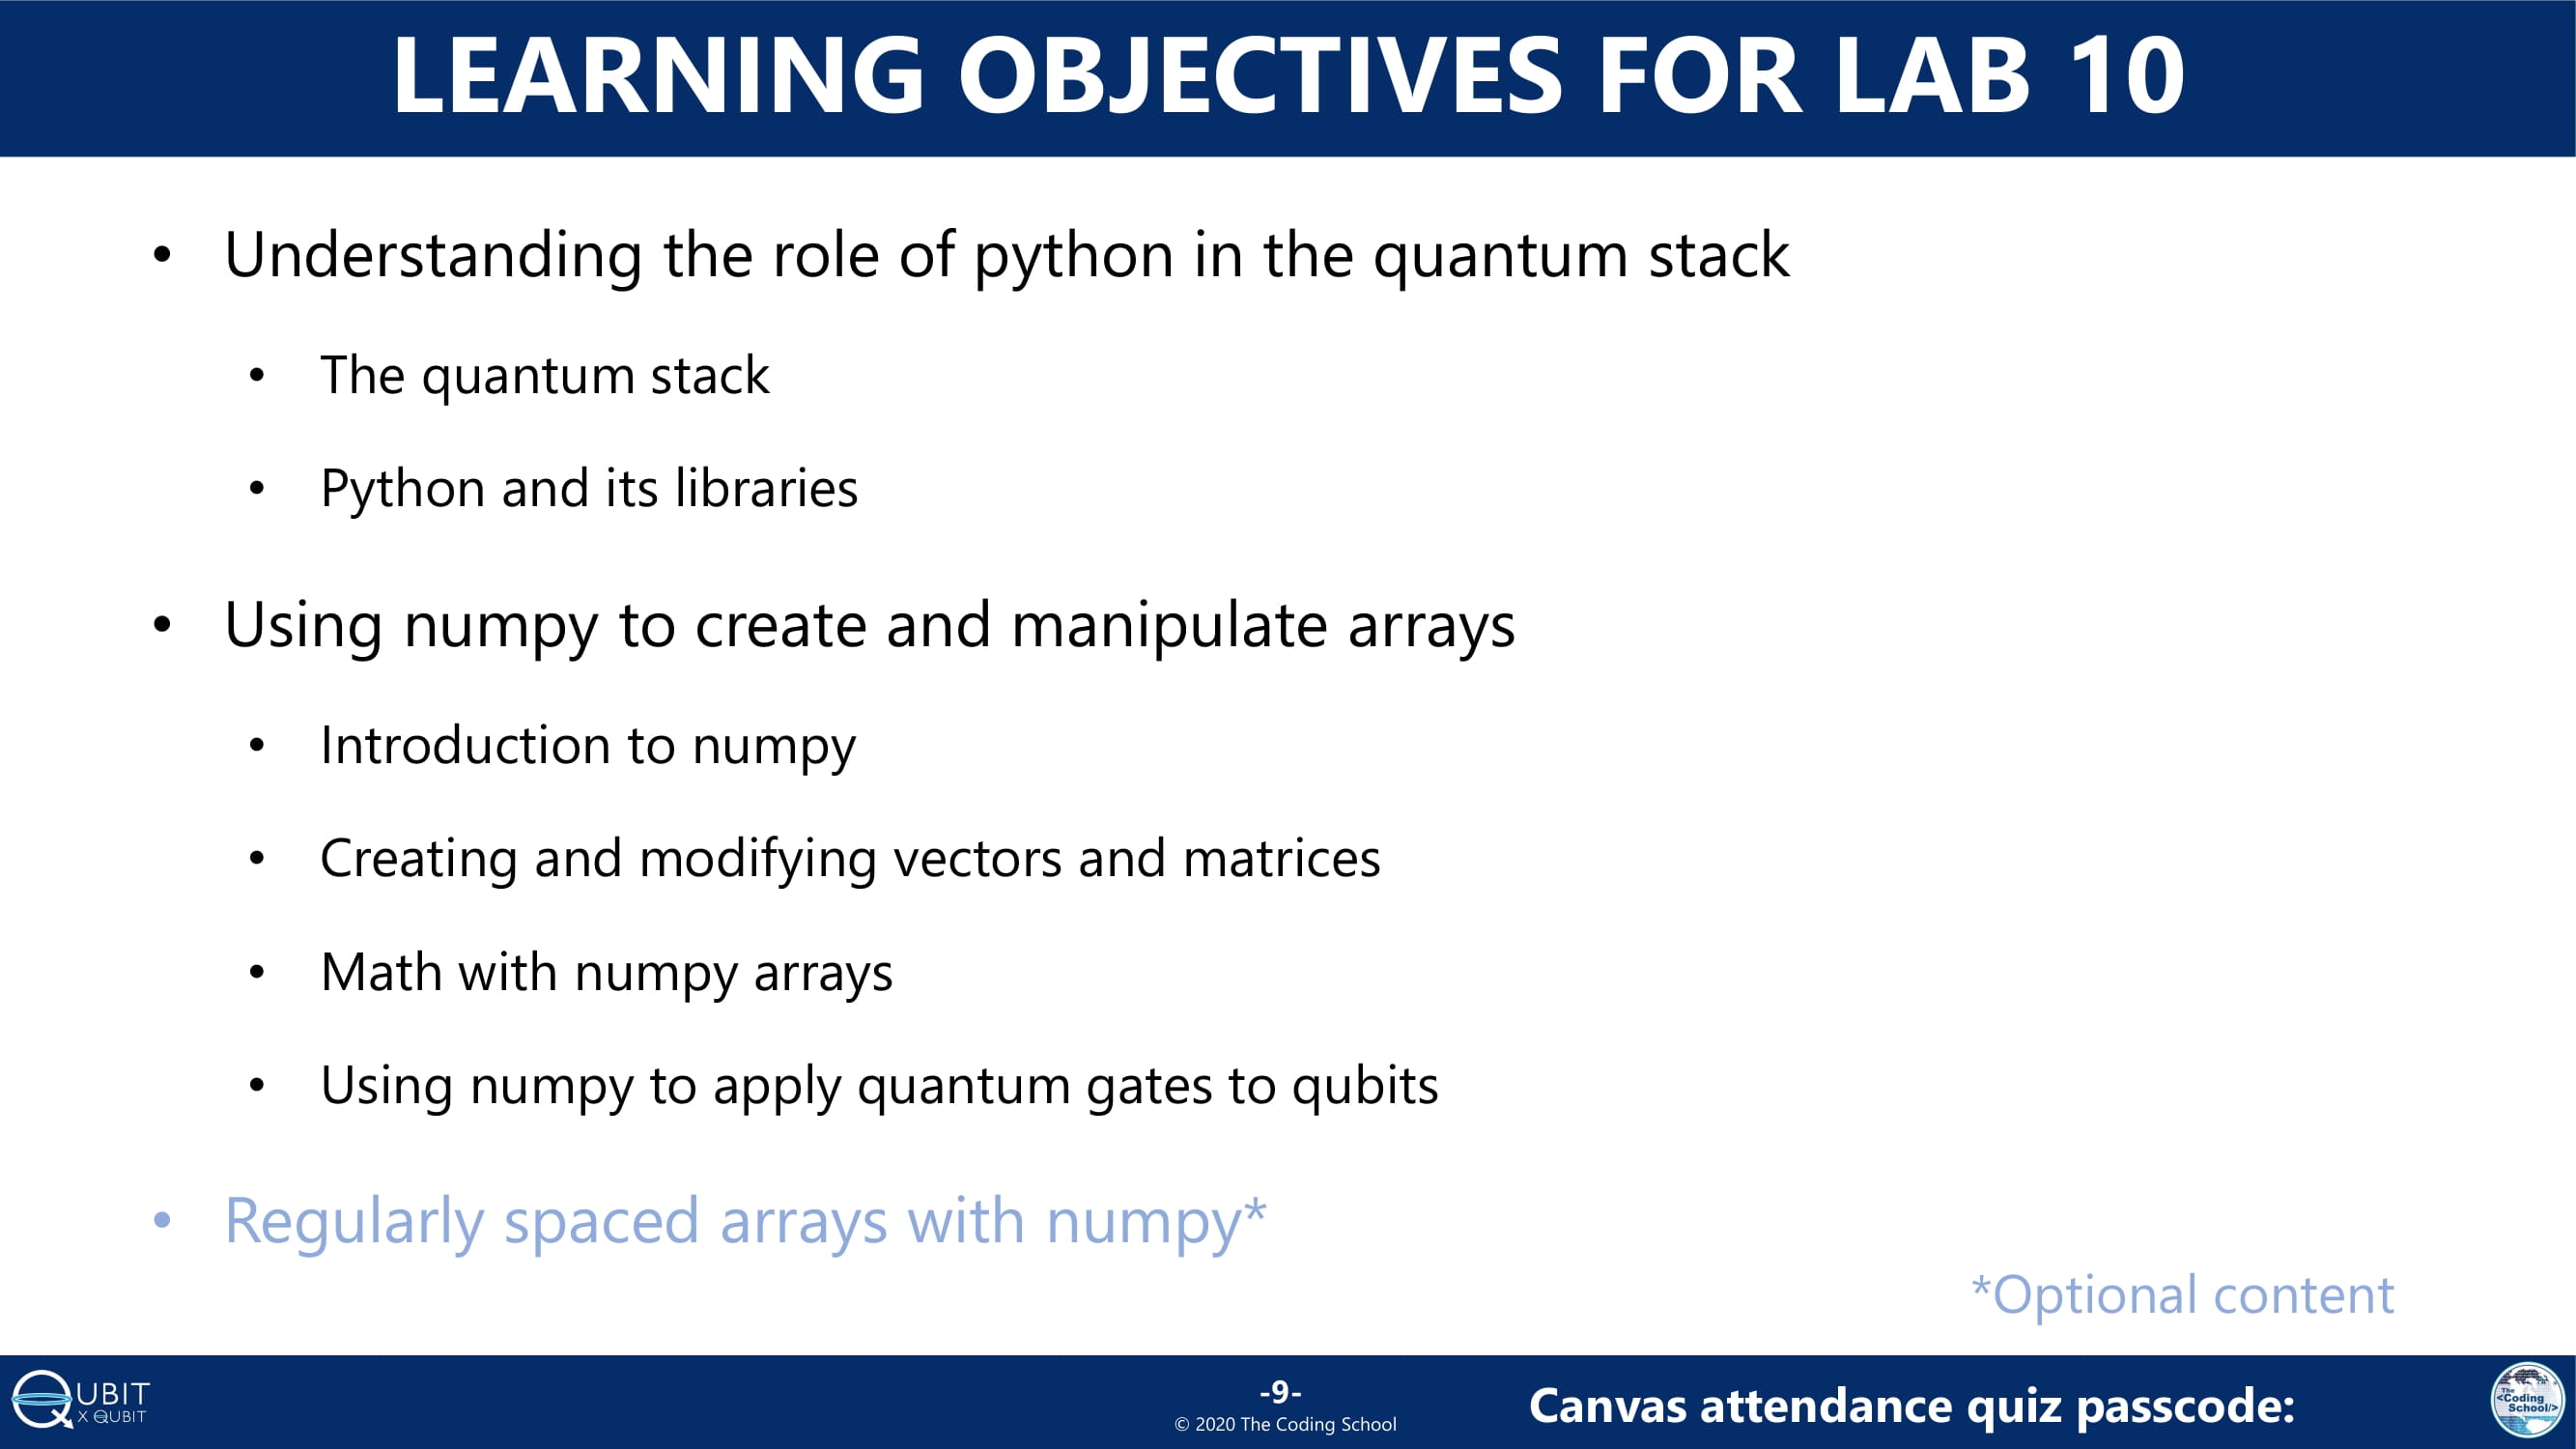 LEARNING OBJECTIVES FOR LAB 10
• Understanding the role of python in the quantum stack
• The quantum stack
• Python and its libraries
• Using numpy to create and manipulate arrays
• Introduction to numpy
• Creating and modifying vectors and matrices
• Math with numpy arrays
• Using numpy to apply quantum gates to qubits
• Regularly spaced arrays with numpy*
*Optional content
QUBIT
X QUBIT
-9-
© 2020 The Coding School
Canvas attendance quiz passcode:
The
<Coding
School/>